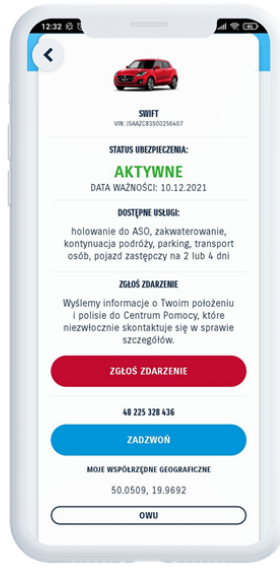 12:32
SWIFT
VIN: JSAAZC83S00256407
STATUS UBEZPIECZENIA:
AKTYWNE
DATA WAŻNOŚCI: 10.12.2021
DOSTĘPNE USŁUGI:
holowanie do ASO, zakwaterowanie,
kontynuacja podróży, parking, transport
osób, pojazd zastępczy na 2 lub 4 dni
ZGŁOŚ ZDARZENIE
Wyślemy informacje o Twoim położeniu
i polisie do Centrum Pomocy, które
niezwłocznie skontaktuje się w sprawie
szczegółów.
ZGŁOŚ ZDARZENIE
48 225 328 436
ZADZWOŃ
MOJE WSPÓŁRZĘDNE GEOGRAFICZNE
50.0509, 19.9692
OWU